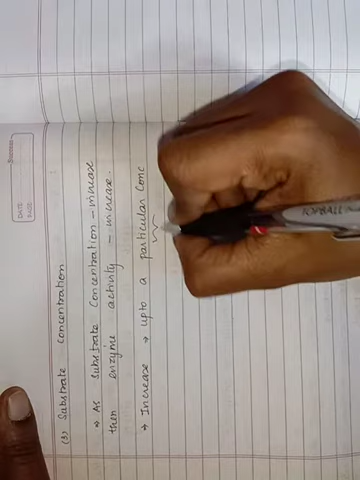 DATE
PAGE
(3) Substrate concentration
→ As substrate concentration - increase
then enzyme activity - increase.
→ Increase → upto a particular Conc
TOPBALL